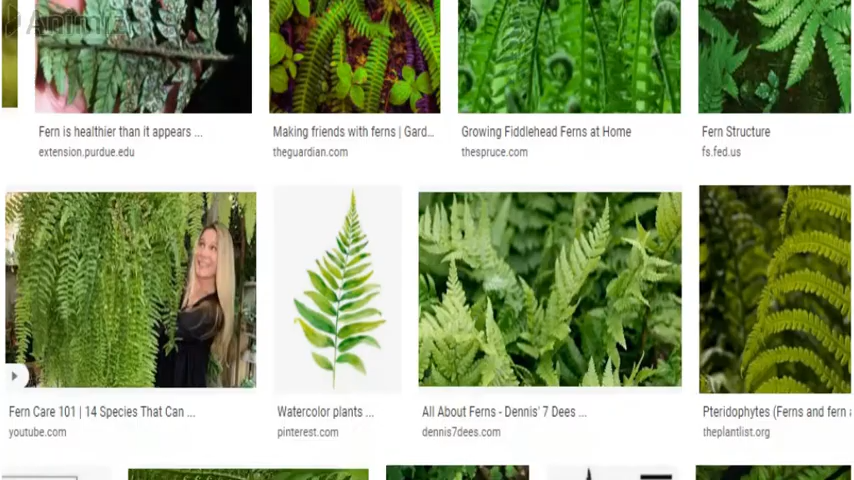 Animiz
Fern is healthier than it appears ...
extension.purdue.edu
Making friends with ferns | Gard...
theguardian.com
Growing Fiddlehead Ferns at Home
thespruce.com
Fern Structure
fs.fed.us
Fern Care 101 | 14 Species That Can ...
youtube.com
Watercolor plants ...
pinterest.com
All About Ferns - Dennis' 7 Dees ...
dennis7dees.com
Pteridophytes (Ferns and fern
theplantlist.org